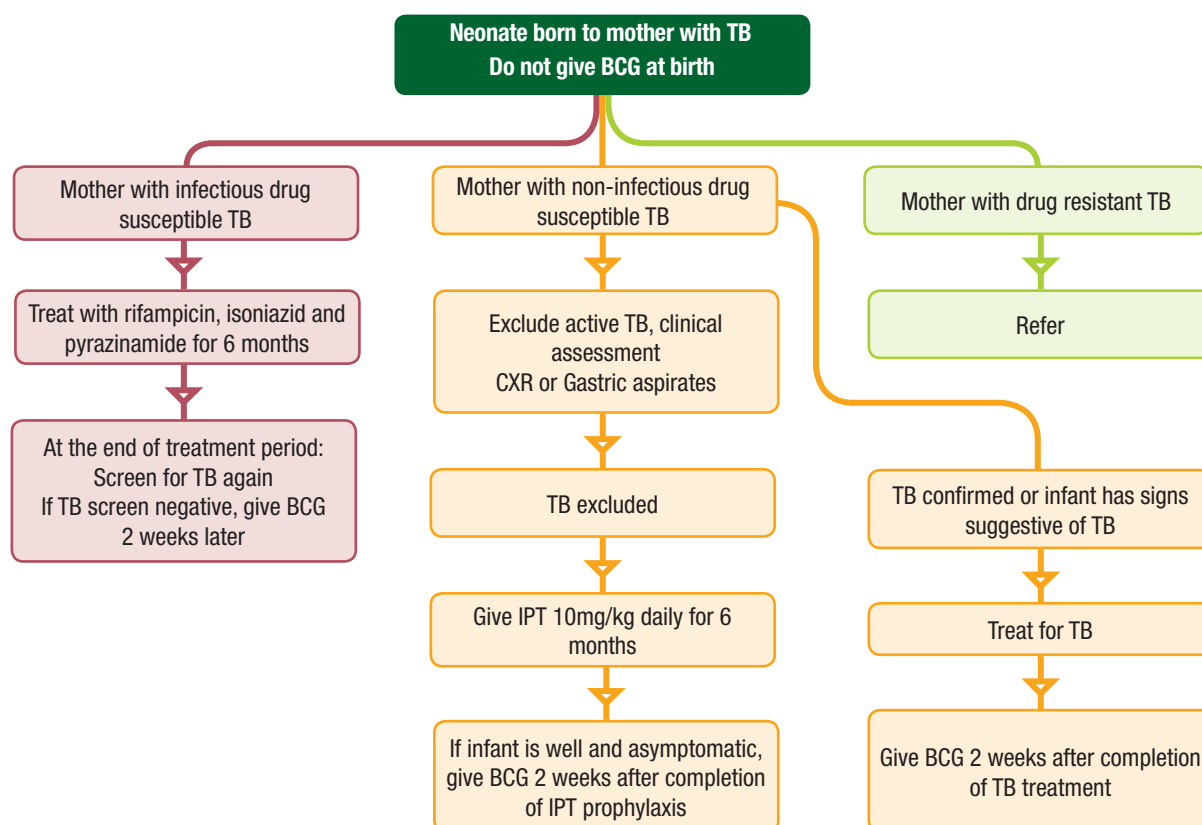 Neonate born to mother with TB
Do not give BCG at birth
Mother with infectious drug
susceptible TB
Treat with rifampicin, isoniazid and
pyrazinamide for 6 months
At the end of treatment period:
Screen for TB again
If TB screen negative, give BCG
2 weeks later
Mother with non-infectious drug
susceptible TB
Exclude active TB, clinical
assessment
CXR or Gastric aspirates
TB excluded
Give IPT 10mg/kg daily for 6
months
If infant is well and asymptomatic,
give BCG 2 weeks after completion
of IPT prophylaxis
TB confirmed or infant has signs
suggestive of TB
Treat for TB
Give BCG 2 weeks after completion
of TB treatment
Mother with drug resistant TB
Refer